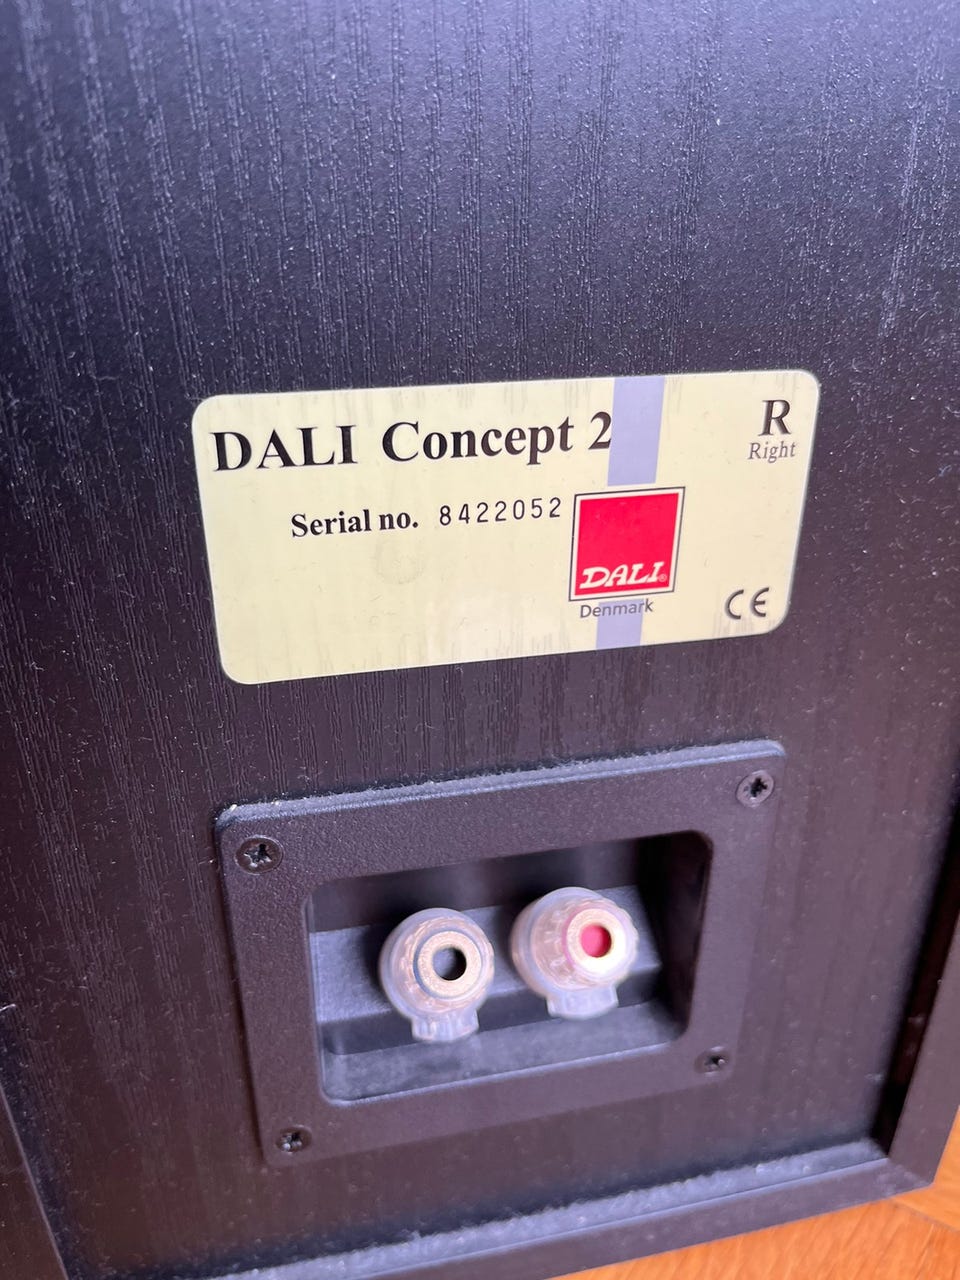 DALI Concept 2
R
Right
Serial no. 8422052
DALI®
Denmark
CE